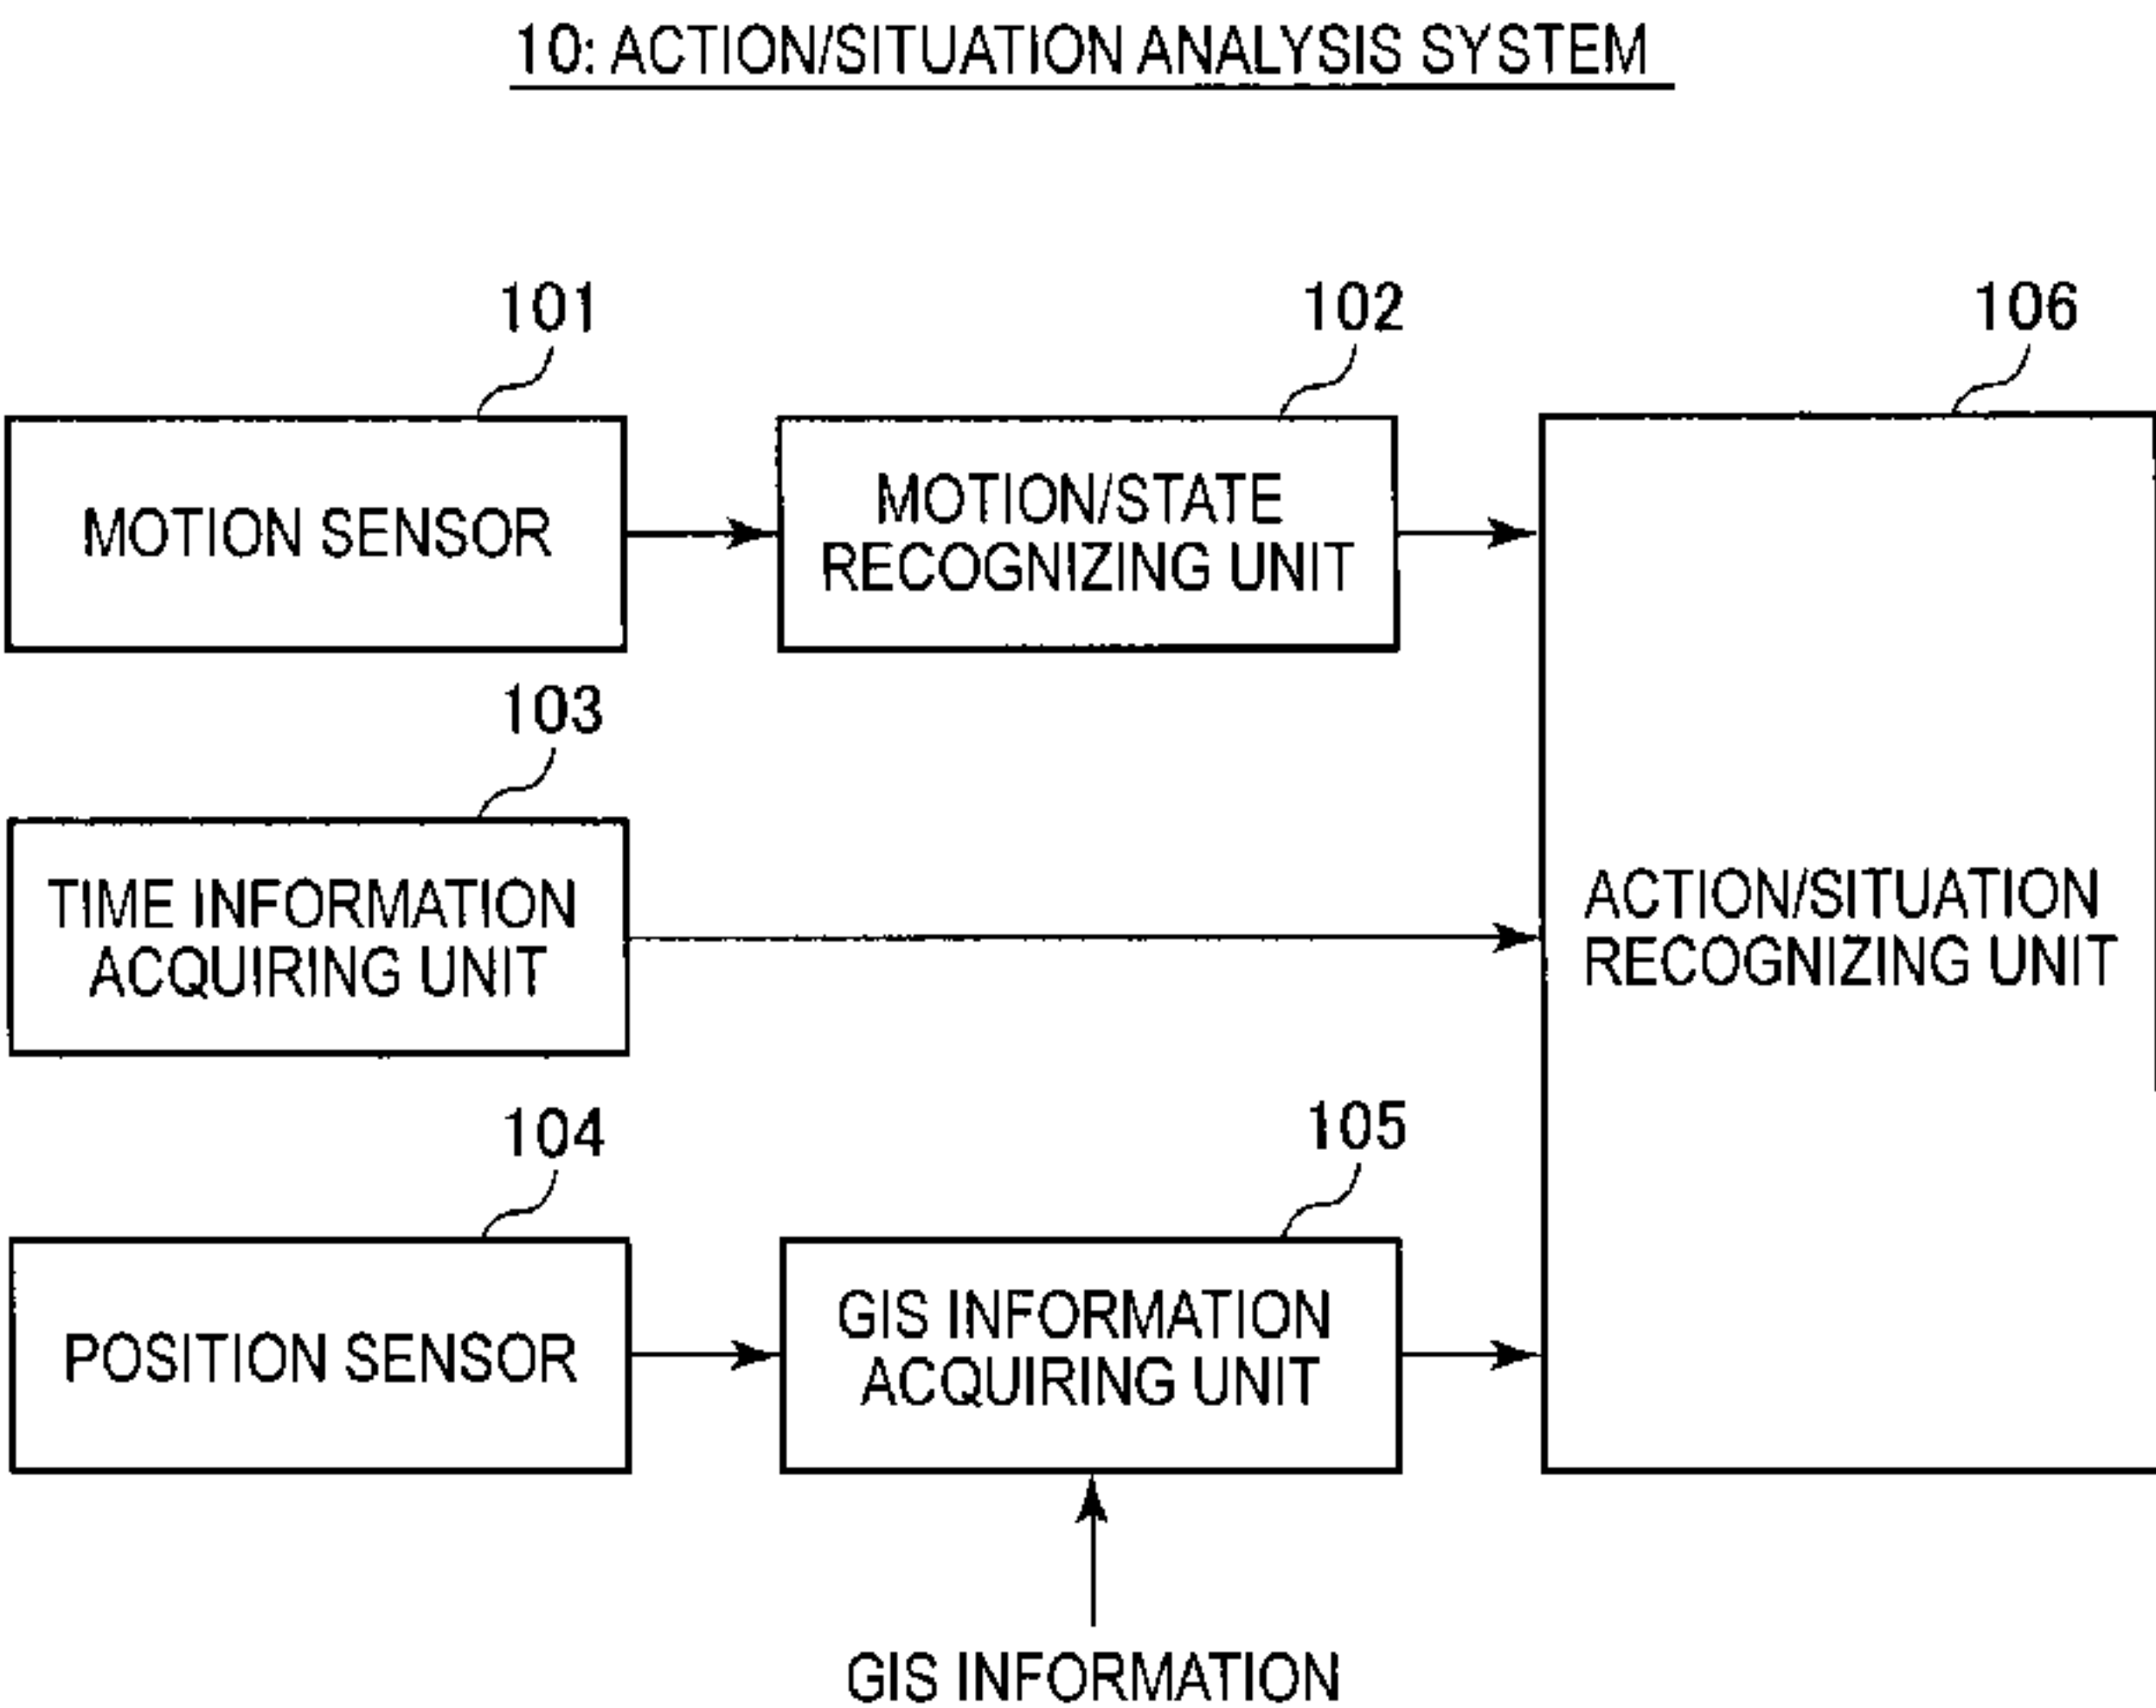 10: ACTION/SITUATION ANALYSIS SYSTEM
101
102
106
MOTION SENSOR
MOTION/STATE
RECOGNIZING UNIT
103
TIME INFORMATION
ACQUIRING UNIT
ACTION/SITUATION
RECOGNIZING UNIT
104
105
POSITION SENSOR
GIS INFORMATION
ACQUIRING UNIT
GIS INFORMATION